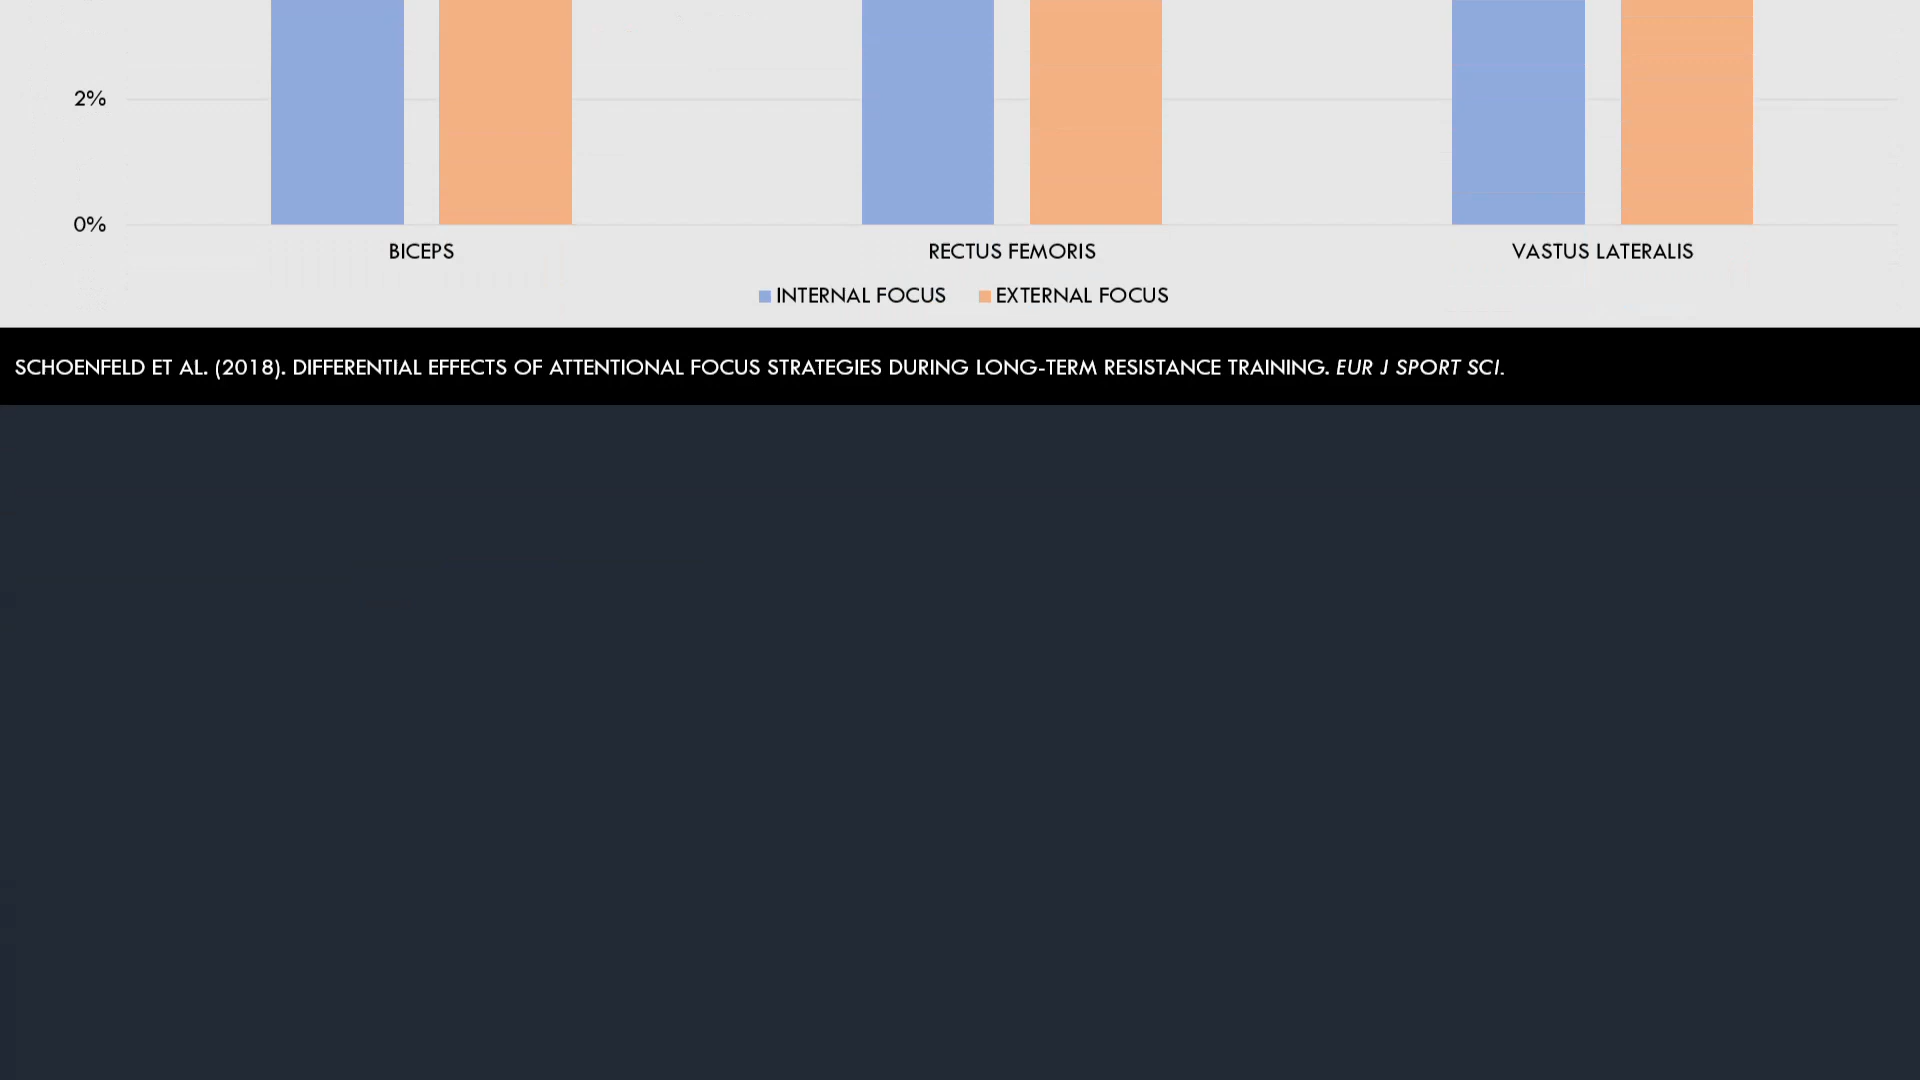 2%
0%
BICEPS
RECTUS FEMORIS
VASTUS LATERALIS
INTERNAL FOCUS
EXTERNAL FOCUS
SCHOENFELD ET AL. (2018). DIFFERENTIAL EFFECTS OF ATTENTIONAL FOCUS STRATEGIES DURING LONG-TERM RESISTANCE TRAINING. EUR J SPORT SCI.